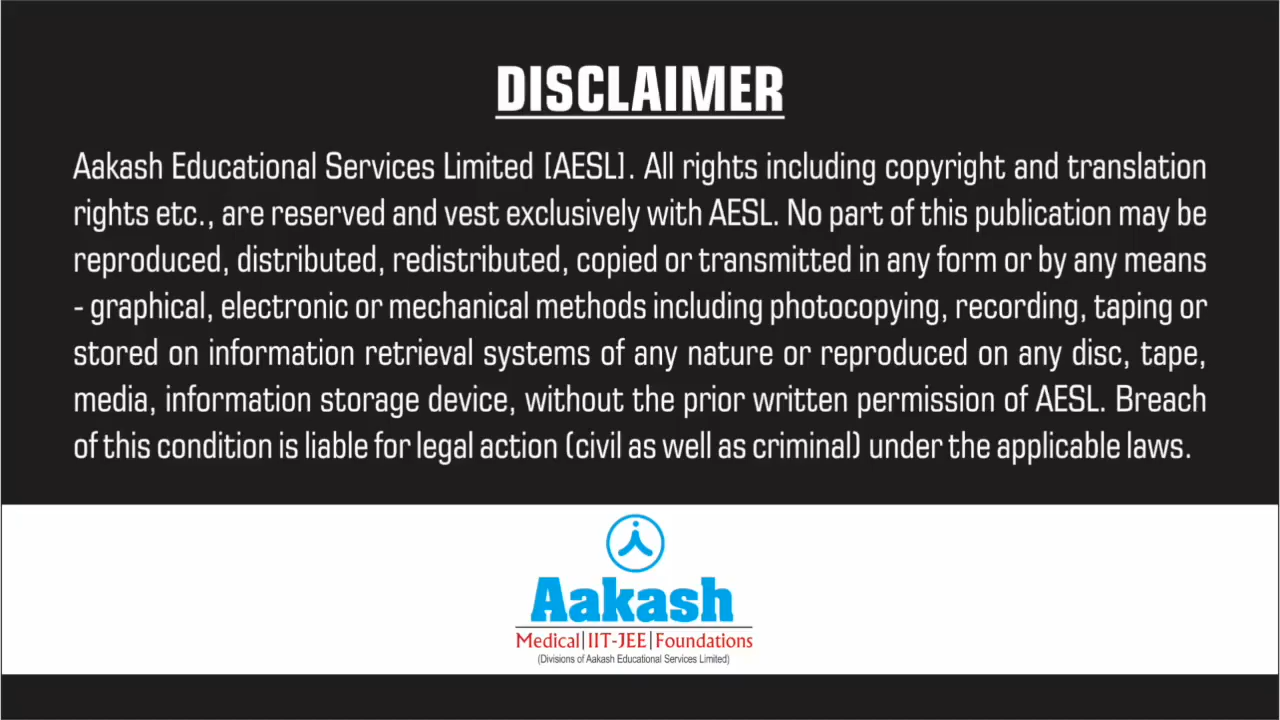 DISCLAIMER
Aakash Educational Services Limited [AESL]. All rights including copyright and translation
rights etc., are reserved and vest exclusively with AESL. No part of this publication may be
reproduced, distributed, redistributed, copied or transmitted in any form or by any means
- graphical, electronic or mechanical methods including photocopying, recording, taping or
stored on information retrieval systems of any nature or reproduced on any disc, tape,
media, information storage device, without the prior written permission of AESL. Breach
of this condition is liable for legal action (civil as well as criminal) under the applicable laws.
Aakash
Medical|IIT-JEE|Foundations
(Divisions of Aakash Educational Services Limited)